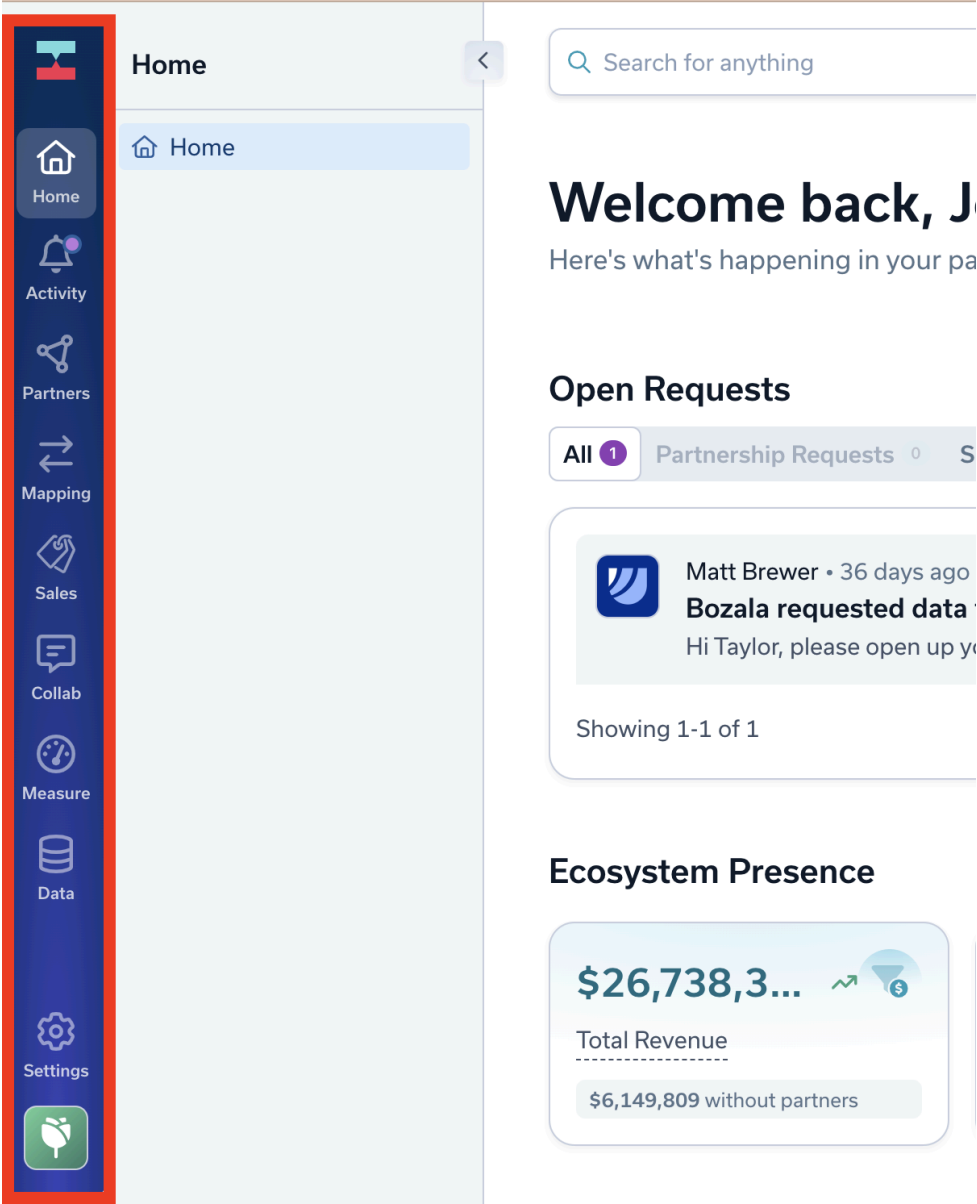 Home
Activity
Partners
Mapping
Sales
Collab
Measure
Data
Settings
Home
Home
Search for anything
Welcome back,
Here's what's happening in your
Open Requests
All 1 Partnership Requests 0
Matt Brewer • 36 days ago
Bozala requested data
Hi Taylor, please open up
Showing 1-1 of 1
Ecosystem Presence
$26,738,3...
Total Revenue
$6,149,809 without partners